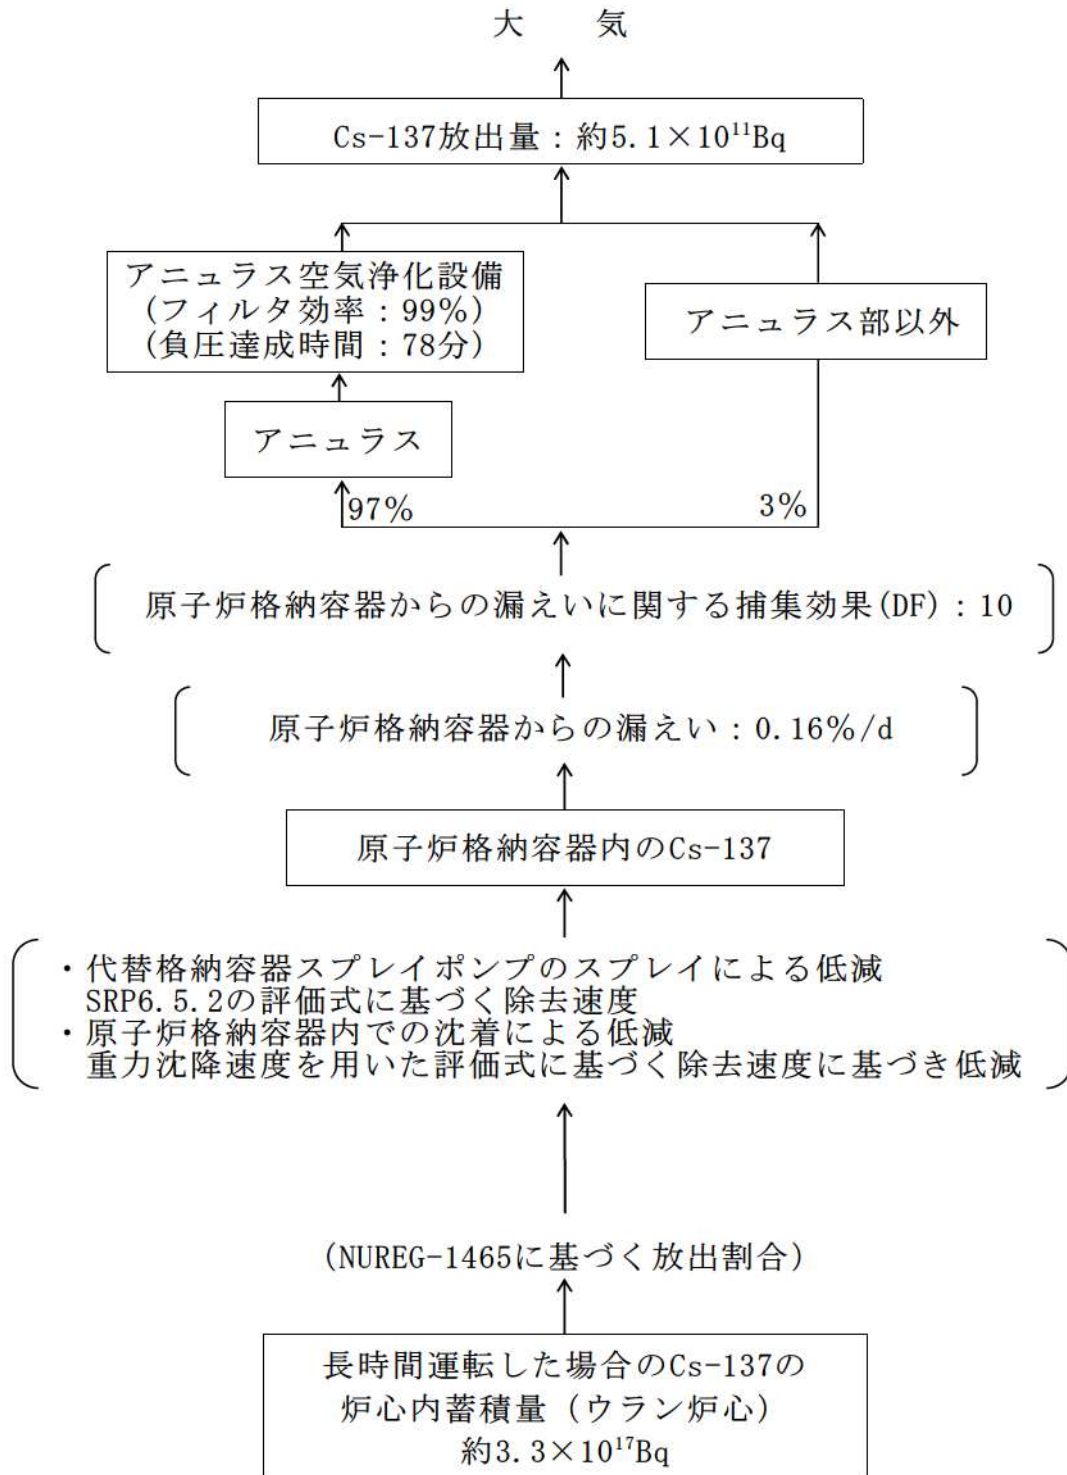 大　気
Cs-137放出量：約5.1×10¹¹Bq
アニュラス空気浄化設備
(フィルタ効率：99%)
(負圧達成時間：78分)
アニュラス部以外
アニュラス
97%
3%
原子炉格納容器からの漏えいに関する捕集効果(DF)：10
原子炉格納容器からの漏えい：0.16%/d
原子炉格納容器内のCs-137
・代替格納容器スプレイポンプのスプレイによる低減
SRP6.5.2の評価式に基づく除去速度
・原子炉格納容器内での沈着による低減
重力沈降速度を用いた評価式に基づく除去速度に基づき低減
(NUREG-1465に基づく放出割合)
長時間運転した場合のCs-137の
炉心内蓄積量（ウラン炉心）
約3.3×10¹⁷Bq